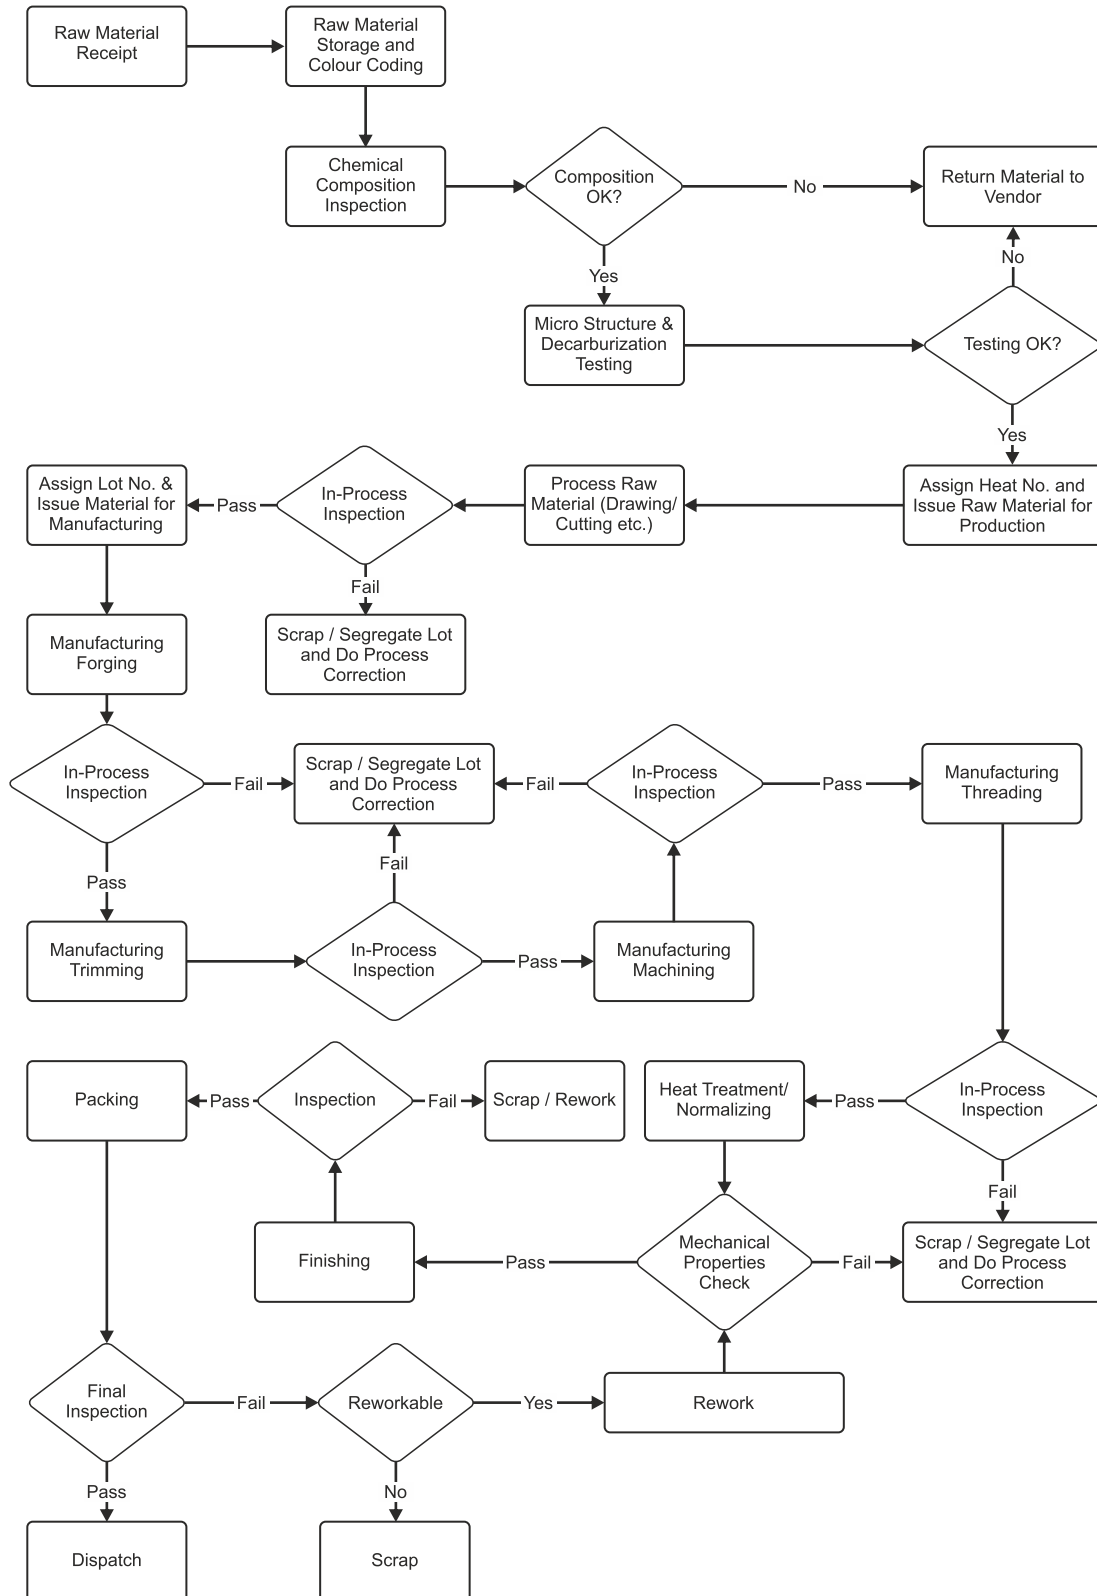 Raw Material
Receipt
Raw Material
Storage and
Colour Coding
Chemical
Composition
Inspection
Composition
OK?
No
Return Material to
Vendor
Yes
No
Micro Structure &
Decarburization
Testing
Testing OK?
Yes
Assign Lot No. &
Issue Material for
Manufacturing
Pass
In-Process
Inspection
Process Raw
Material (Drawing/
Cutting etc.)
Assign Heat No. and
Issue Raw Material for
Production
Fail
Scrap / Segregate Lot
and Do Process
Correction
Manufacturing
Forging
In-Process
Inspection
Fail
Scrap / Segregate Lot
and Do Process
Correction
Fail
In-Process
Inspection
Pass
Manufacturing
Threading
Pass
Fail
Manufacturing
Trimming
In-Process
Inspection
Pass
Manufacturing
Machining
Packing
Pass
Inspection
Fail
Scrap / Rework
Heat Treatment/
Normalizing
Pass
In-Process
Inspection
Fail
Finishing
Pass
Mechanical
Properties
Check
Fail
Scrap / Segregate Lot
and Do Process
Correction
Final
Inspection
Fail
Reworkable
Yes
Rework
Pass
No
Dispatch
Scrap